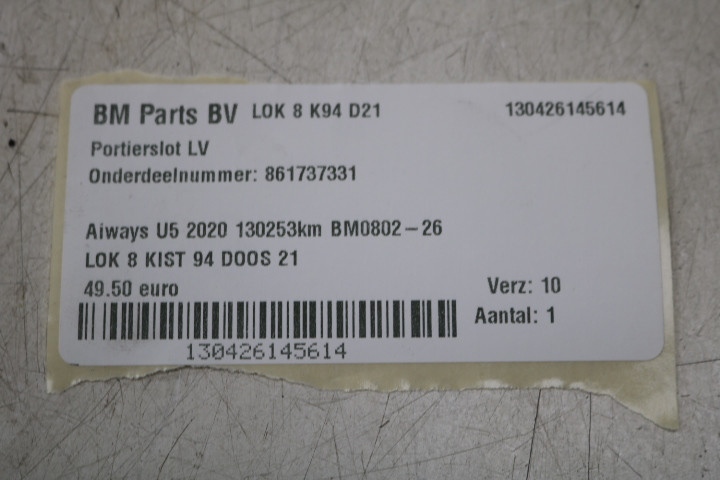 BM Parts BV LOK 8 K94 D21 130426145614
Portierslot LV
Onderdeelnummer: 861737331
Aiways U5 2020 130253km BM0802-26
LOK 8 KIST 94 DOOS 21
49.50 euro Verz: 10
Aantal: 1
130426145614